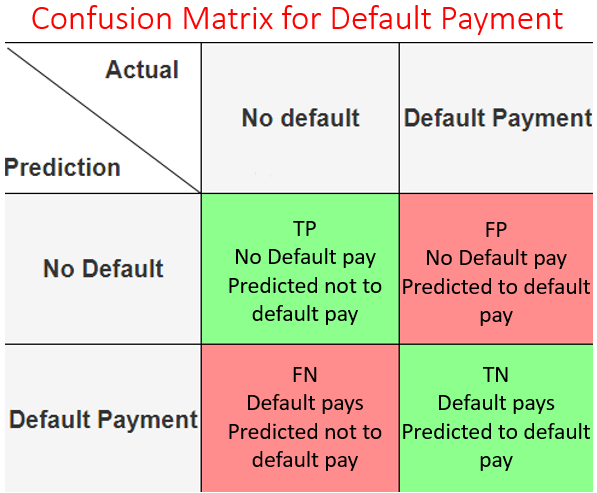 Confusion Matrix for Default Payment
Actual
Prediction
No default
Default Payment
No Default
TP
No Default pay
Predicted not to
default pay
FP
No Default pay
Predicted to default
pay
Default Payment
FN
Default pays
Predicted not to
default pay
TN
Default pays
Predicted to default
pay